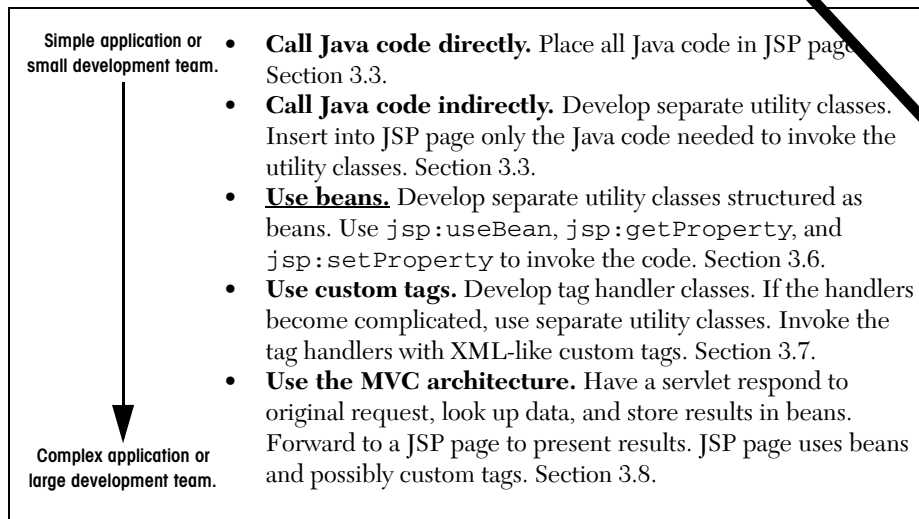 Simple application or
small development team.
• Call Java code directly. Place all Java code in JSP page
Section 3.3.
• Call Java code indirectly. Develop separate utility classes.
Insert into JSP page only the Java code needed to invoke the
utility classes. Section 3.3.
• Use beans. Develop separate utility classes structured as
beans. Use jsp:useBean, jsp:getProperty, and
jsp:setProperty to invoke the code. Section 3.6.
• Use custom tags. Develop tag handler classes. If the handlers
become complicated, use separate utility classes. Invoke the
tag handlers with XML-like custom tags. Section 3.7.
• Use the MVC architecture. Have a servlet respond to
original request, look up data, and store results in beans.
Forward to a JSP page to present results. JSP page uses beans
and possibly custom tags. Section 3.8.
Complex application or
large development team.